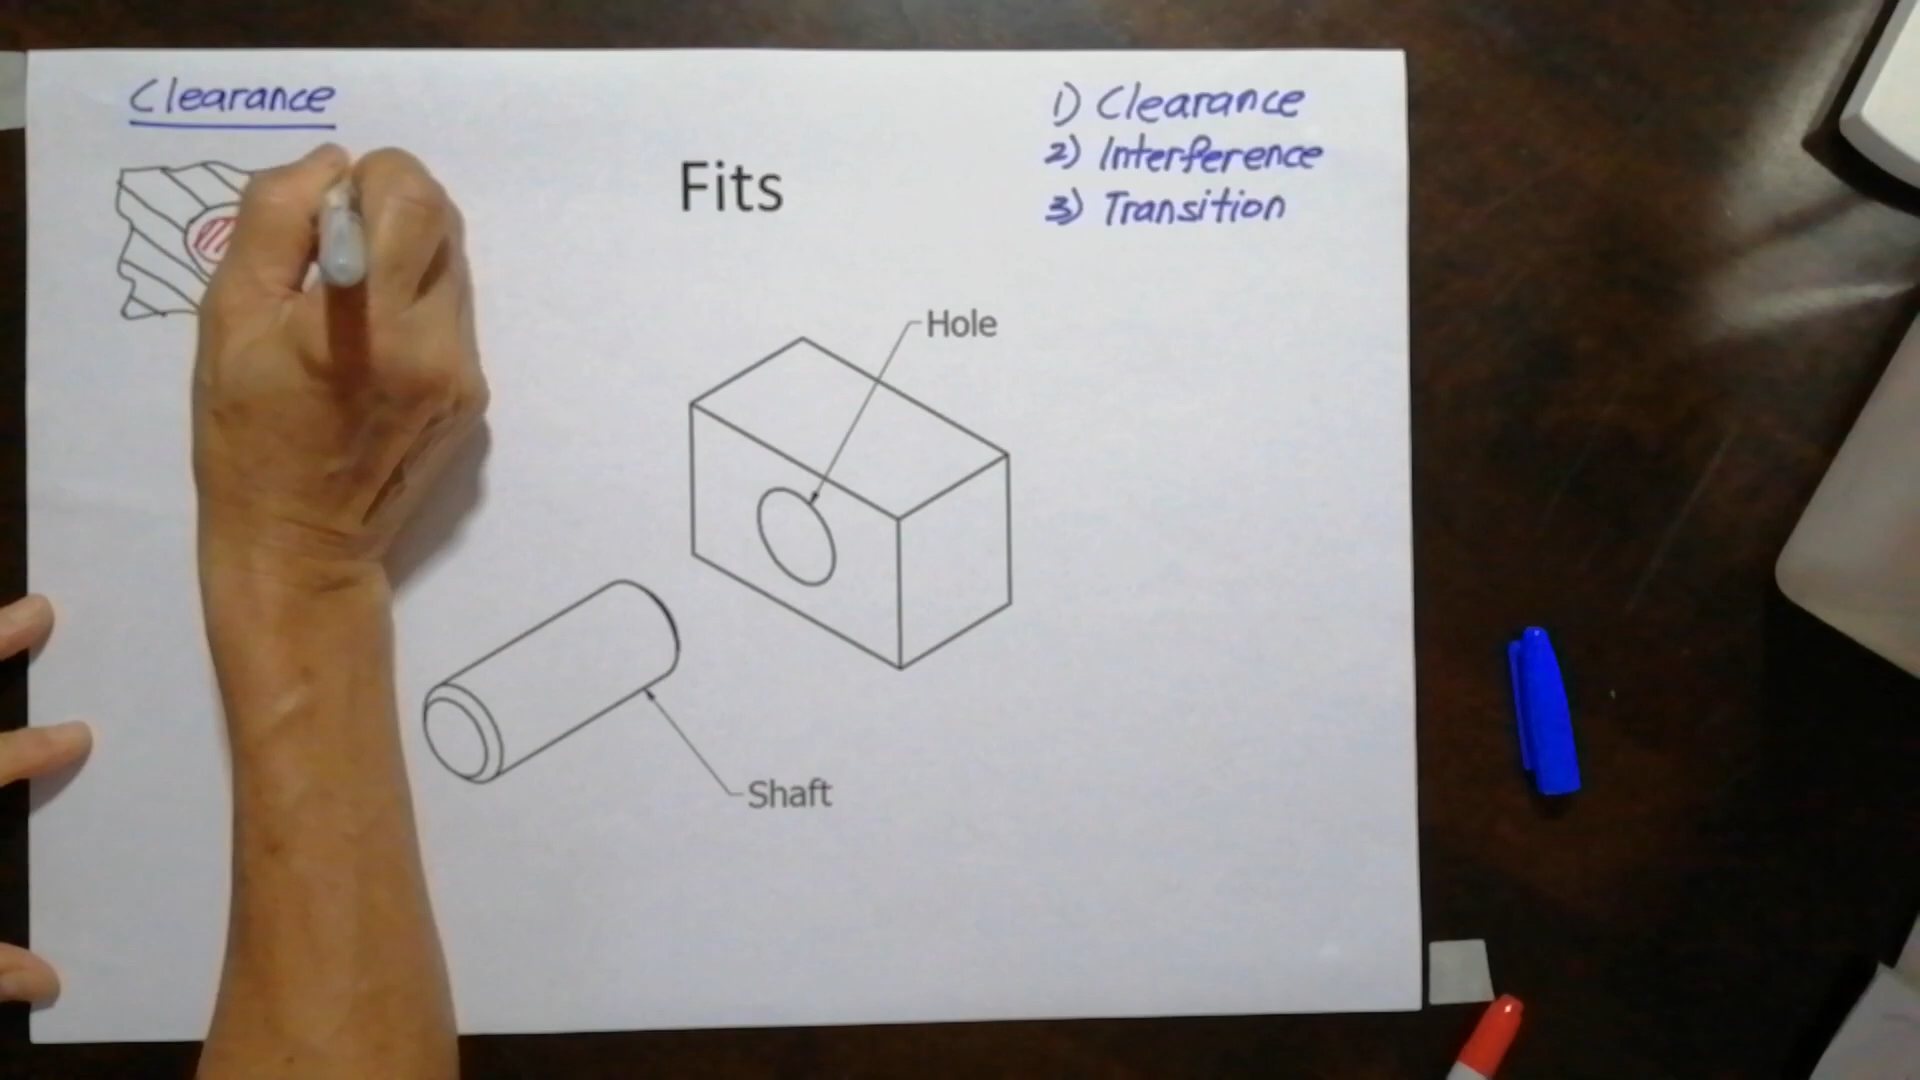 Clearance
1) Clearance
2) Interference
3) Transition
Fits
Hole
Shaft